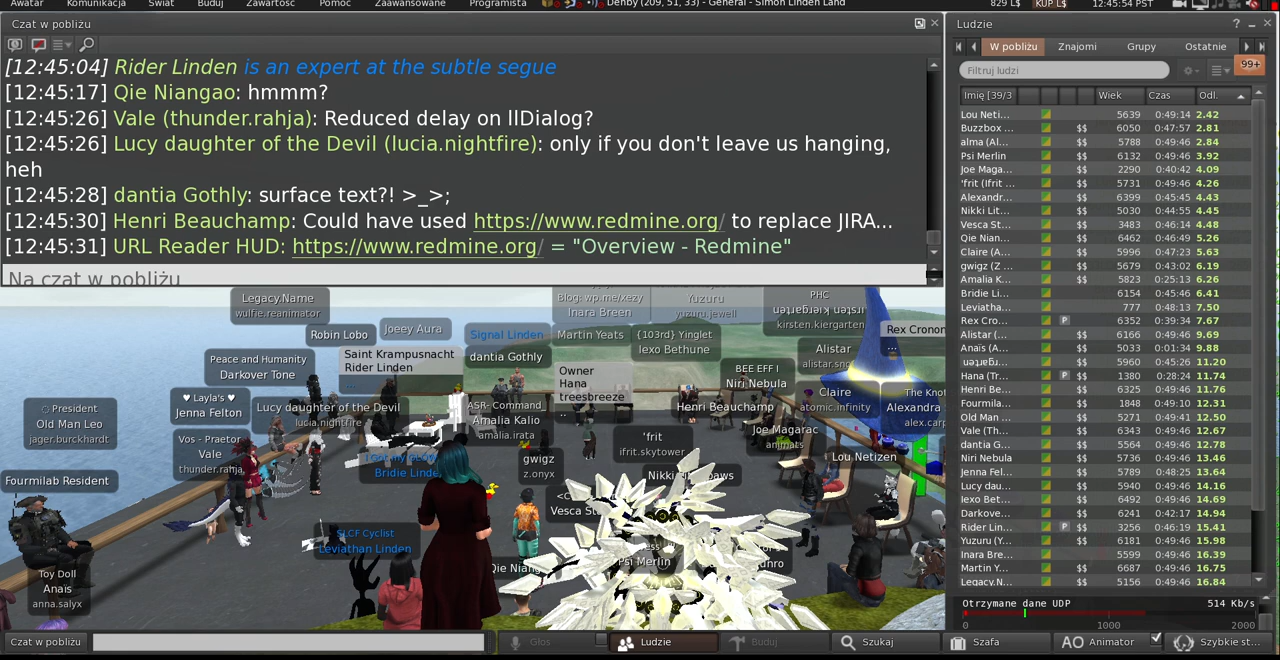 Awatar Komunikacja Świat Buduj Zawartość Pomoc Zaawansowane Programista Denby (209, 51, 33) - General - Simon Linden Land 829 L$ KUP L$ 12:45:54 PST
Czat w pobliżu
[12:45:04] Rider Linden is an expert at the subtle segue
[12:45:17] Qie Niangao: hmmm?
[12:45:26] Vale (thunder.rahja): Reduced delay on llDialog?
[12:45:26] Lucy daughter of the Devil (lucia.nightfire): only if you don't leave us hanging,
heh
[12:45:28] dantia Gothly: surface text?! >_>;
[12:45:30] Henri Beauchamp: Could have used https://www.redmine.org/ to replace JIRA...
[12:45:31] URL Reader HUD: https://www.redmine.org/ = "Overview - Redmine"
Na czat w pobliżu
Legacy.Name
wulfie.reanimator
Robin Lobo
Joeey Aura
Signal Linden
dantia Gothly
Blog: wp.me/xezy
Inara Breen
Yuzuru
yuzuru.jewell
PHC
kirsten.kiergarten
Martin Yeats
{103rd} Yinglet
lexo Bethune
Rex Cronon
...
Saint Krampusnacht
Rider Linden
...
Peace and Humanity
Darkover Tone
Alistar
BEE EFF I
Niri Nebula
Owner
Hana
treesbreeze
..
♥ Layla's ♥
Jenna Felton
Claire
atomic.infinity
The Knot
Alexandra
President
Old Man Leo
jager.burckhardt
Lucy daughter of the Devil
lucia.nightfire
ASR- Command
Amalia Kalio
amalia.irata
Henri Beauchamp
Vos - Praetor
Vale
thunder.rahja
Joe Magarac
animats
'frit
ifrit.skytower
Lou Netizen
gwigz
z.onyx
Bridie Linde
Fourmilab Resident
Vesca St
SLCF Cyclist
Leviathan Linden
Psi Merlin
Qie Niang
Toy Doll
Anais
anna.salyx
Czat w pobliżu Głos Ludzie Buduj Szukaj Szafa AO Animator Szybkie st...
Ludzie
W pobliżu Znajomi Grupy Ostatnie
Filtruj ludzi 99+
Imię [39/3 Wiek Czas Odl.
Lou Neti... 5639 0:49:14 2.42
Buzzbox ... $$ 6050 0:47:57 2.81
alma (Al... $$ 5788 0:49:46 2.84
Psi Merlin $$ 6132 0:49:46 3.92
Joe Maga... $$ 2290 0:40:42 4.09
'frit (Ifrit ... $$ 5731 0:49:46 4.26
Alexandr... $$ 6399 0:45:45 4.43
Nikki Lit... $$ 5030 0:44:55 4.45
Vesca St... $$ 3483 0:46:14 4.48
Qie Nian... $$ 6462 0:46:49 5.26
Claire (A... $$ 5996 0:47:23 5.63
gwigz (Z ... $$ 5679 0:43:02 6.19
Amalia K... $$ 5823 0:25:13 6.26
Bridie Li... 6154 0:45:46 6.41
Leviatha... 777 0:48:13 7.50
Rex Cro... P 6352 0:39:34 7.67
Alistar (... $$ 6166 0:49:46 9.69
Anaïs (A... $$ 5033 0:01:34 9.88
$$ 5960 0:45:26 11.20
Hana (Tr... P $$ 1380 0:28:24 11.74
Henri Be... $$ 6325 0:49:46 11.76
Fourmila... $$ 1848 0:49:10 12.31
Old Man ... $$ 5271 0:49:41 12.50
Vale (Th... $$ 6343 0:49:46 12.67
dantia G... $$ 5564 0:49:46 12.78
Niri Nebula $$ 5736 0:49:46 13.46
Jenna Fel... $$ 5789 0:48:25 13.64
Lucy dau... $$ 5940 0:49:46 14.16
lexo Bet... $$ 6492 0:49:46 14.69
Darkove... $$ 6241 0:42:17 14.94
Rider Lin... P $$ 3256 0:46:19 15.41
Yuzuru (Y... $$ 6181 0:49:46 15.98
Inara Bre... 5599 0:49:46 16.39
Martin Y... $$ 6687 0:49:46 16.75
Legacy.N... $$ 5156 0:49:46 16.84
Otrzymane dane UDP 514 Kb/s
0 1000 2000